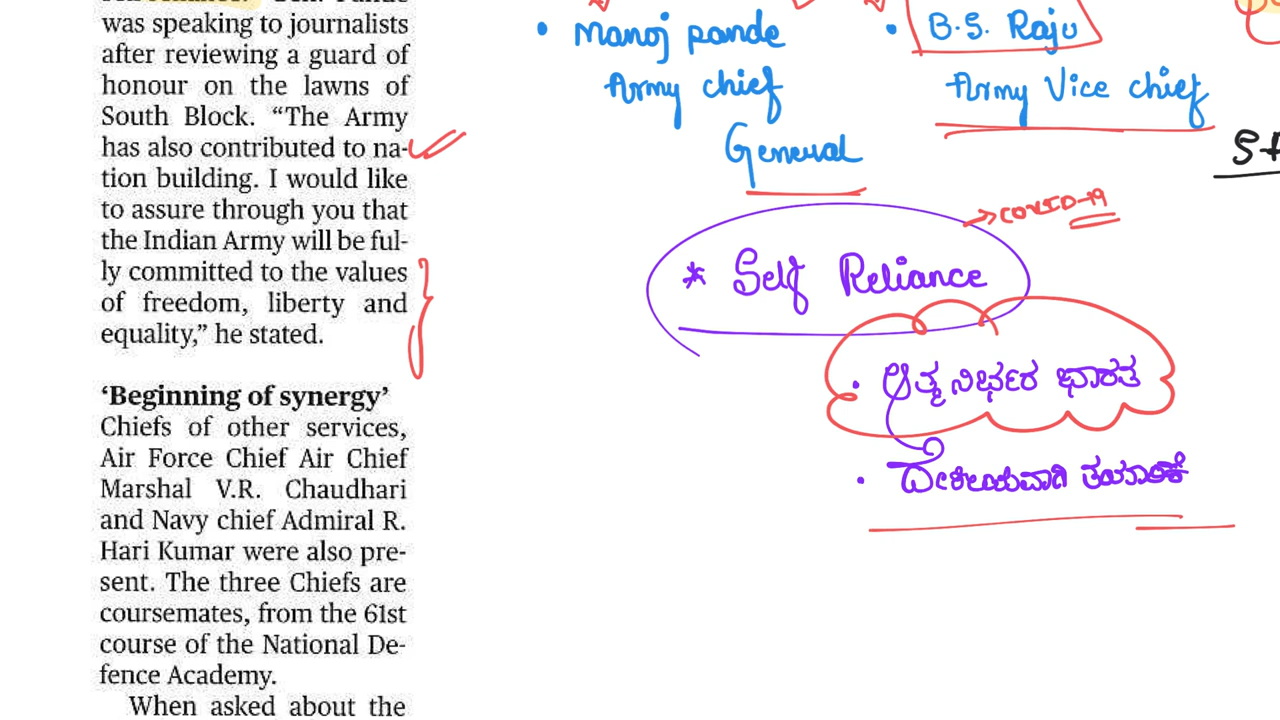 was speaking to journalists
after reviewing a guard of
honour on the lawns of
South Block. “The Army
has also contributed to na-
tion building. I would like
to assure through you that
the Indian Army will be ful-
ly committed to the values
of freedom, liberty and
equality,” he stated.
‘Beginning of synergy’
Chiefs of other services,
Air Force Chief Air Chief
Marshal V.R. Chaudhari
and Navy chief Admiral R.
Hari Kumar were also pre-
sent. The three Chiefs are
coursemates, from the 61st
course of the National De-
fence Academy.
When asked about the
• Manoj pande
Army chief
General
• B.S. Raju
Army Vice chief
→ COVID-19
* Self Reliance
• ಆತ್ಮ ನಿರ್ಭರ ಭಾರತ
• ದೇಶೀಯವಾಗಿ ತಯಾರಿಕೆ